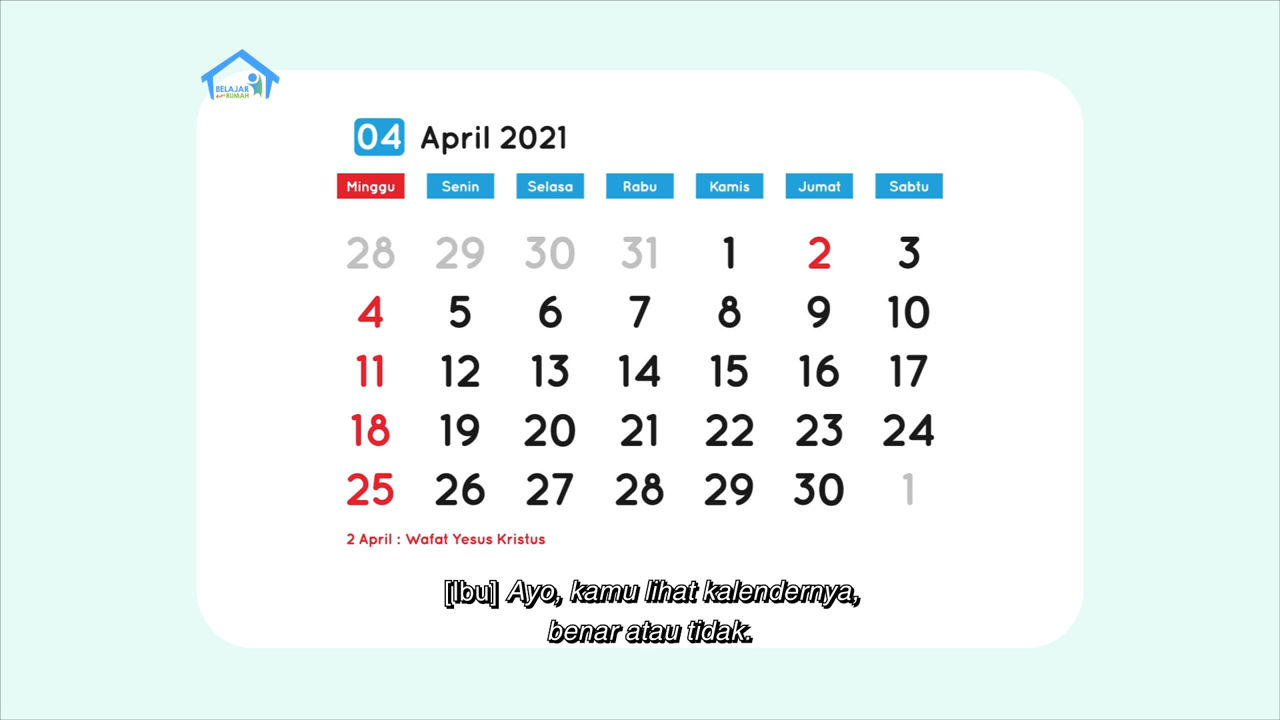 BELAJAR
dari RUMAH
04 April 2021
Minggu Senin Selasa Rabu Kamis Jumat Sabtu
28 29 30 31 1 2 3
4 5 6 7 8 9 10
11 12 13 14 15 16 17
18 19 20 21 22 23 24
25 26 27 28 29 30 1
2 April : Wafat Yesus Kristus
[Ibu] Ayo, kamu lihat kalendernya,
benar atau tidak.